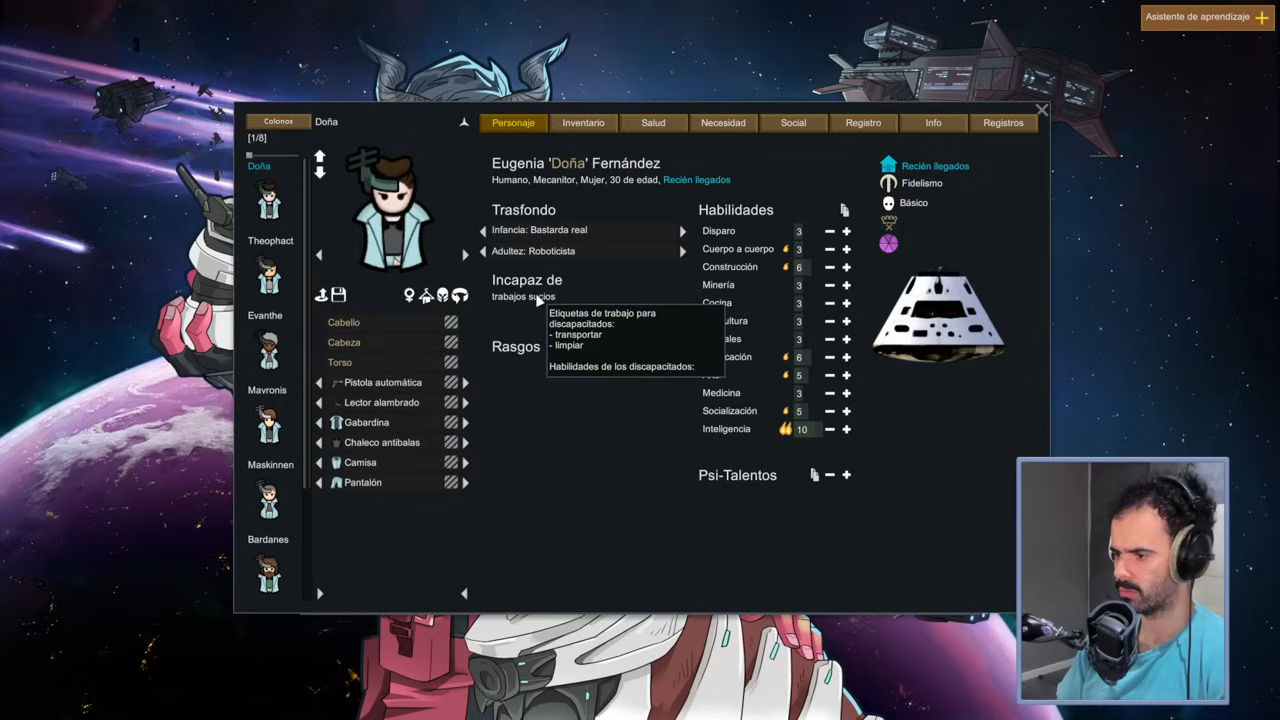 Asistente de aprendizaje
Colonos
Doña
[1/8]
Doña
Theophact
Evanthe
Mavronis
Maskinnen
Bardanes
Cabello
Cabeza
Torso
Pistola automática
Lector alambrado
Gabardina
Chaleco antibalas
Camisa
Pantalón
Personaje
Inventario
Salud
Necesidad
Social
Registro
Info
Registros
Eugenia 'Doña' Fernández
Humano, Mecanitor, Mujer, 30 de edad, Recién llegados
Trasfondo
Infancia: Bastarda real
Adultez: Roboticista
Incapaz de
trabajos sucios
Etiquetas de trabajo para
discapacitados:
- transportar
- limpiar
Habilidades de los discapacitados:
Rasgos
Habilidades
Disparo 3
Cuerpo a cuerpo 3
Construcción 6
Minería 3
Cocina 3
ultura 3
ales 3
icación 6
5
Medicina 3
Socialización 5
Inteligencia 10
Psi-Talentos
Recién llegados
Fidelismo
Básico